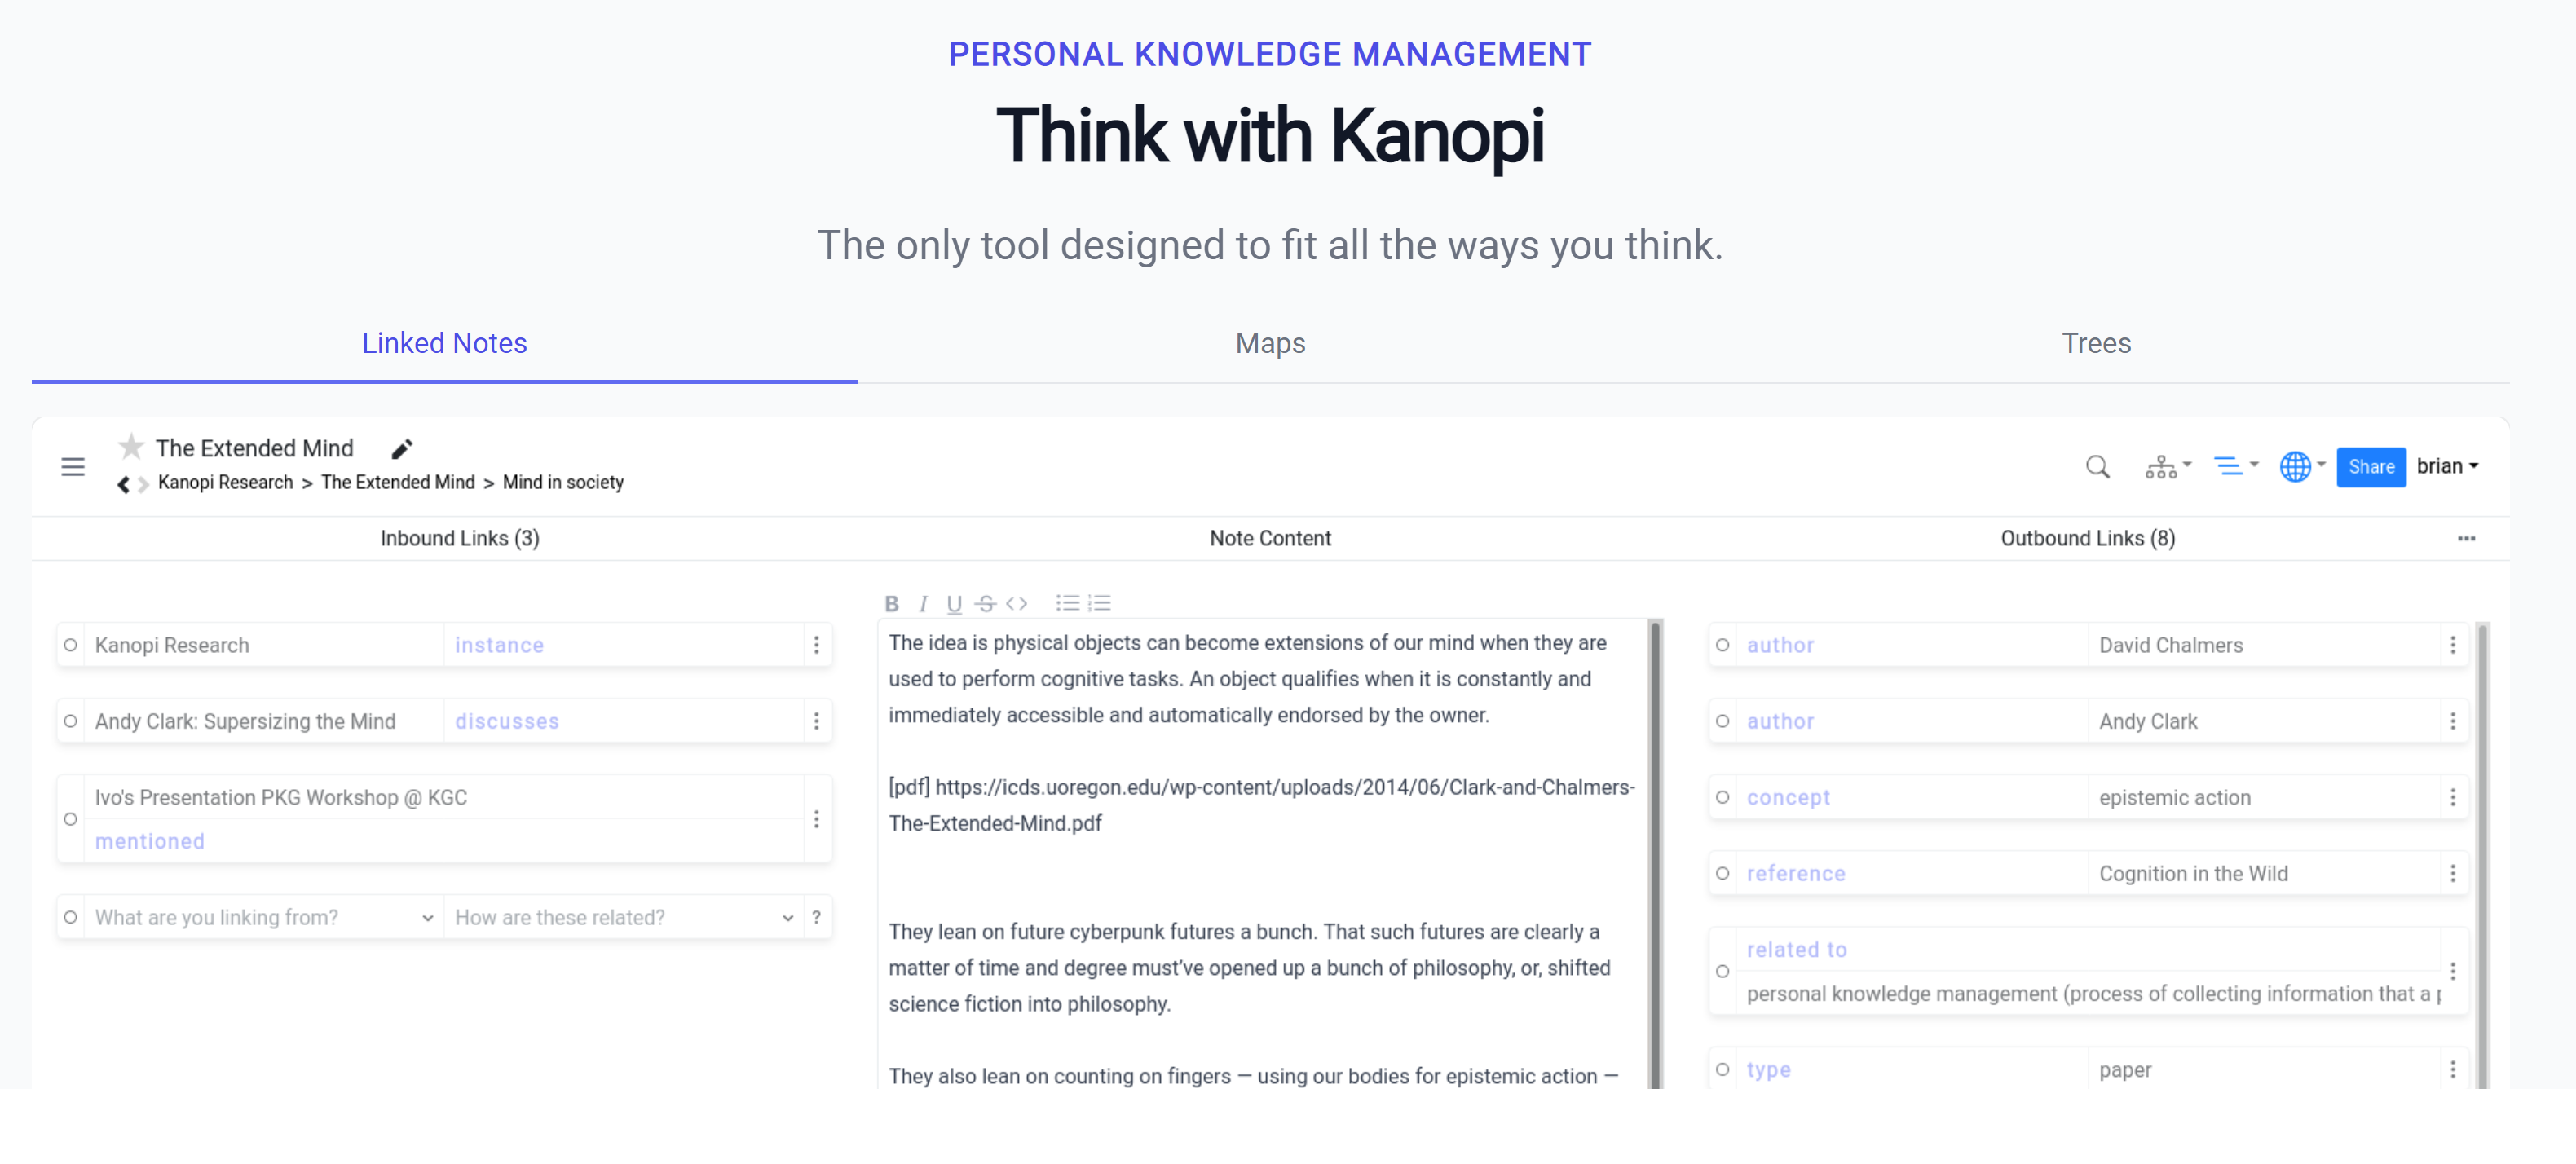 PERSONAL KNOWLEDGE MANAGEMENT
Think with Kanopi
The only tool designed to fit all the ways you think.
Linked Notes
Maps
Trees
The Extended Mind
Kanopi Research > The Extended Mind > Mind in society
Share
brian
Inbound Links (3)
Note Content
Outbound Links (8)
Kanopi Research
instance
Andy Clark: Supersizing the Mind
discusses
Ivo's Presentation PKG Workshop @ KGC
mentioned
What are you linking from?
How are these related?
?
B I U S <>
The idea is physical objects can become extensions of our mind when they are
used to perform cognitive tasks. An object qualifies when it is constantly and
immediately accessible and automatically endorsed by the owner.
[pdf] https://icds.uoregon.edu/wp-content/uploads/2014/06/Clark-and-Chalmers-
The-Extended-Mind.pdf
They lean on future cyberpunk futures a bunch. That such futures are clearly a
matter of time and degree must’ve opened up a bunch of philosophy, or, shifted
science fiction into philosophy.
They also lean on counting on fingers — using our bodies for epistemic action —
author
David Chalmers
author
Andy Clark
concept
epistemic action
reference
Cognition in the Wild
related to
personal knowledge management (process of collecting information that a
type
paper